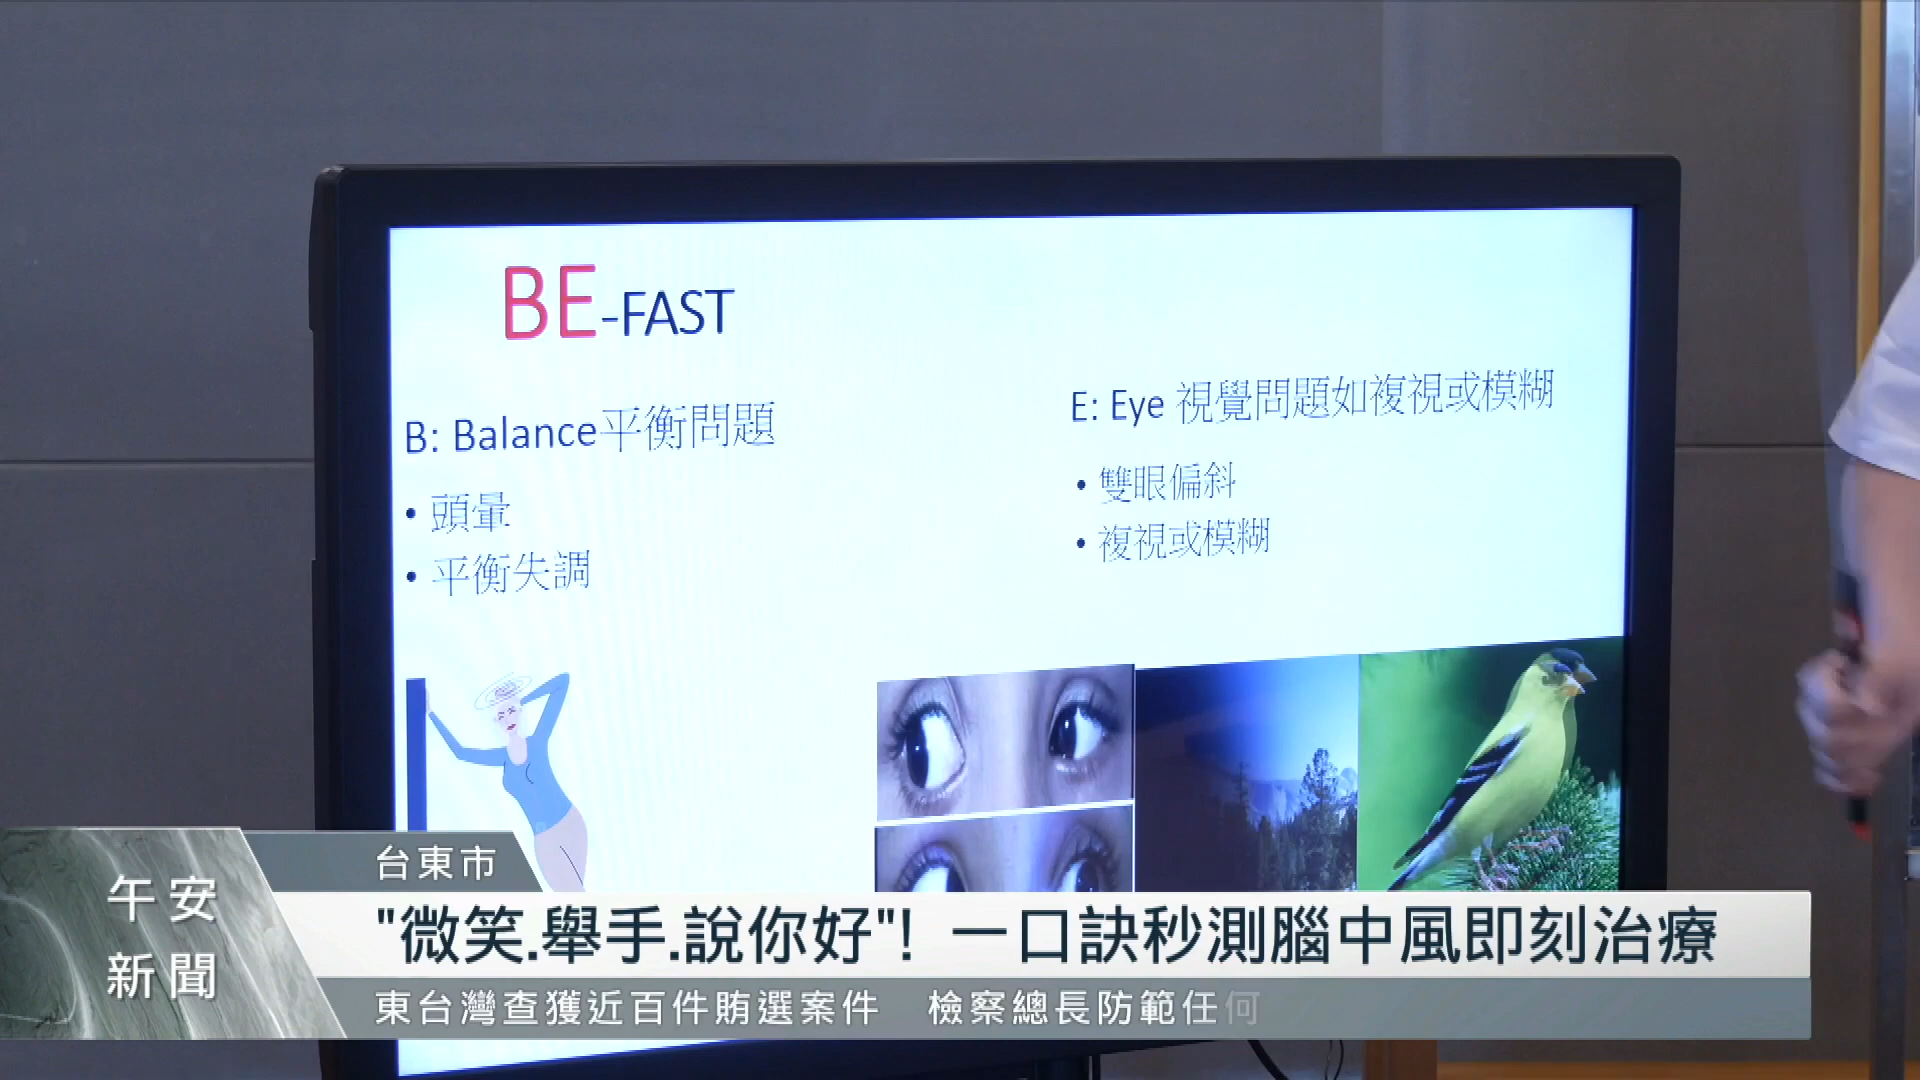 BE-FAST
B: Balance平衡問題
• 頭暈
• 平衡失調
E: Eye 視覺問題如複視或模糊
• 雙眼偏斜
• 複視或模糊
台東市
午安
新聞
"微笑.舉手.說你好"! 一口訣秒測腦中風即刻治療
東台灣查獲近百件賄選案件 檢察總長防範任何